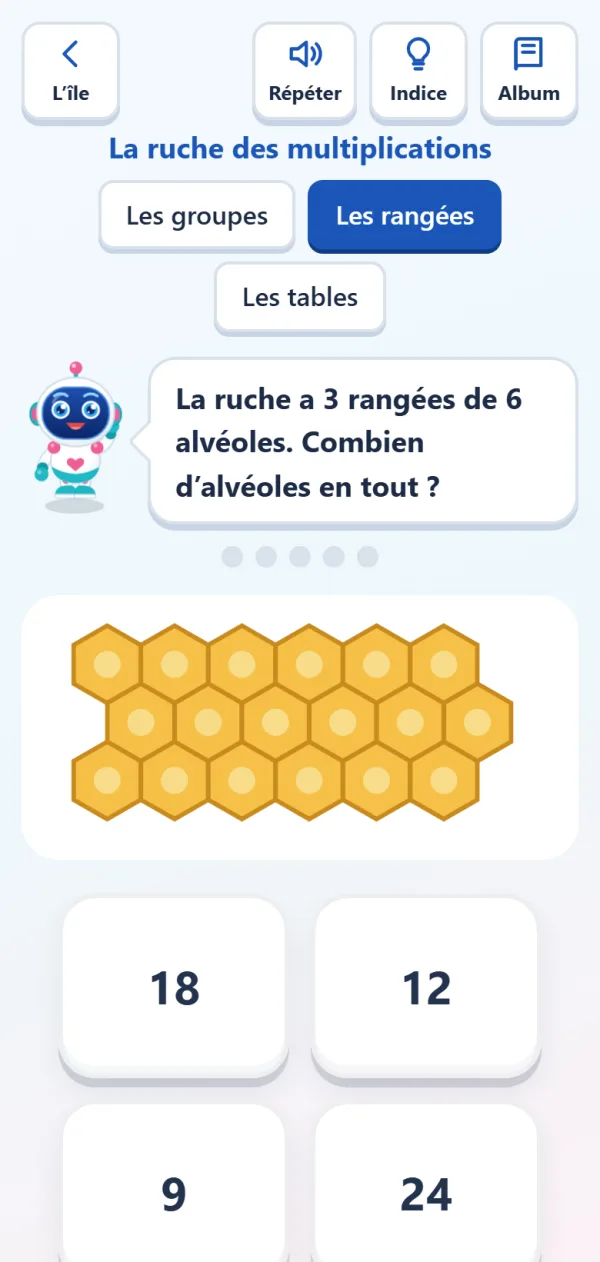 L’île
Répéter
Indice
Album
La ruche des multiplications
Les groupes
Les rangées
Les tables
La ruche a 3 rangées de 6
alvéoles. Combien
d’alvéoles en tout ?
18
12
9
24